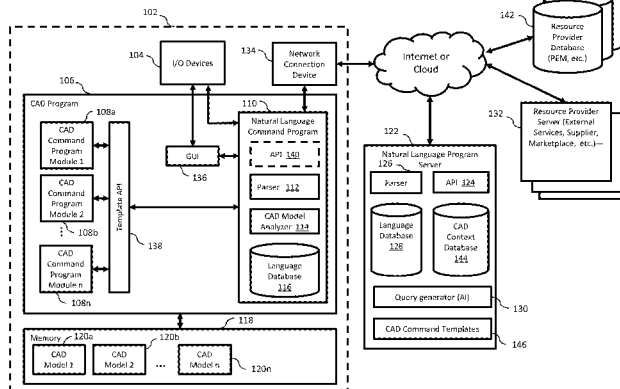 102
104
I/O Devices
134
Network
Connection
Device
Internet or
Cloud
142
Resource
Provider
Database
(PEM, etc.)
106
CAD Program
108a
CAD
Command
Program
Module 1
CAD
Command
Program
Module 2
108b
CAD
Command
Program
Module n
108n
Template API
138
GUI
136
110
Natural Language
Command Program
API 140
Parser 112
CAD Model
Analyzer 114
Language
Database
116
122
Natural Language Program
Server
126
Parser
API 124
Language
Database
128
CAD
Context
Database
144
Query generator (AI)
130
CAD Command Templates
146
132
Resource Provider
Server (External
Services, Supplier,
Marketplace, etc.)—
118
Memory
120a
CAD
Model 1
120b
CAD
Model 2
...
CAD
Model n
120n